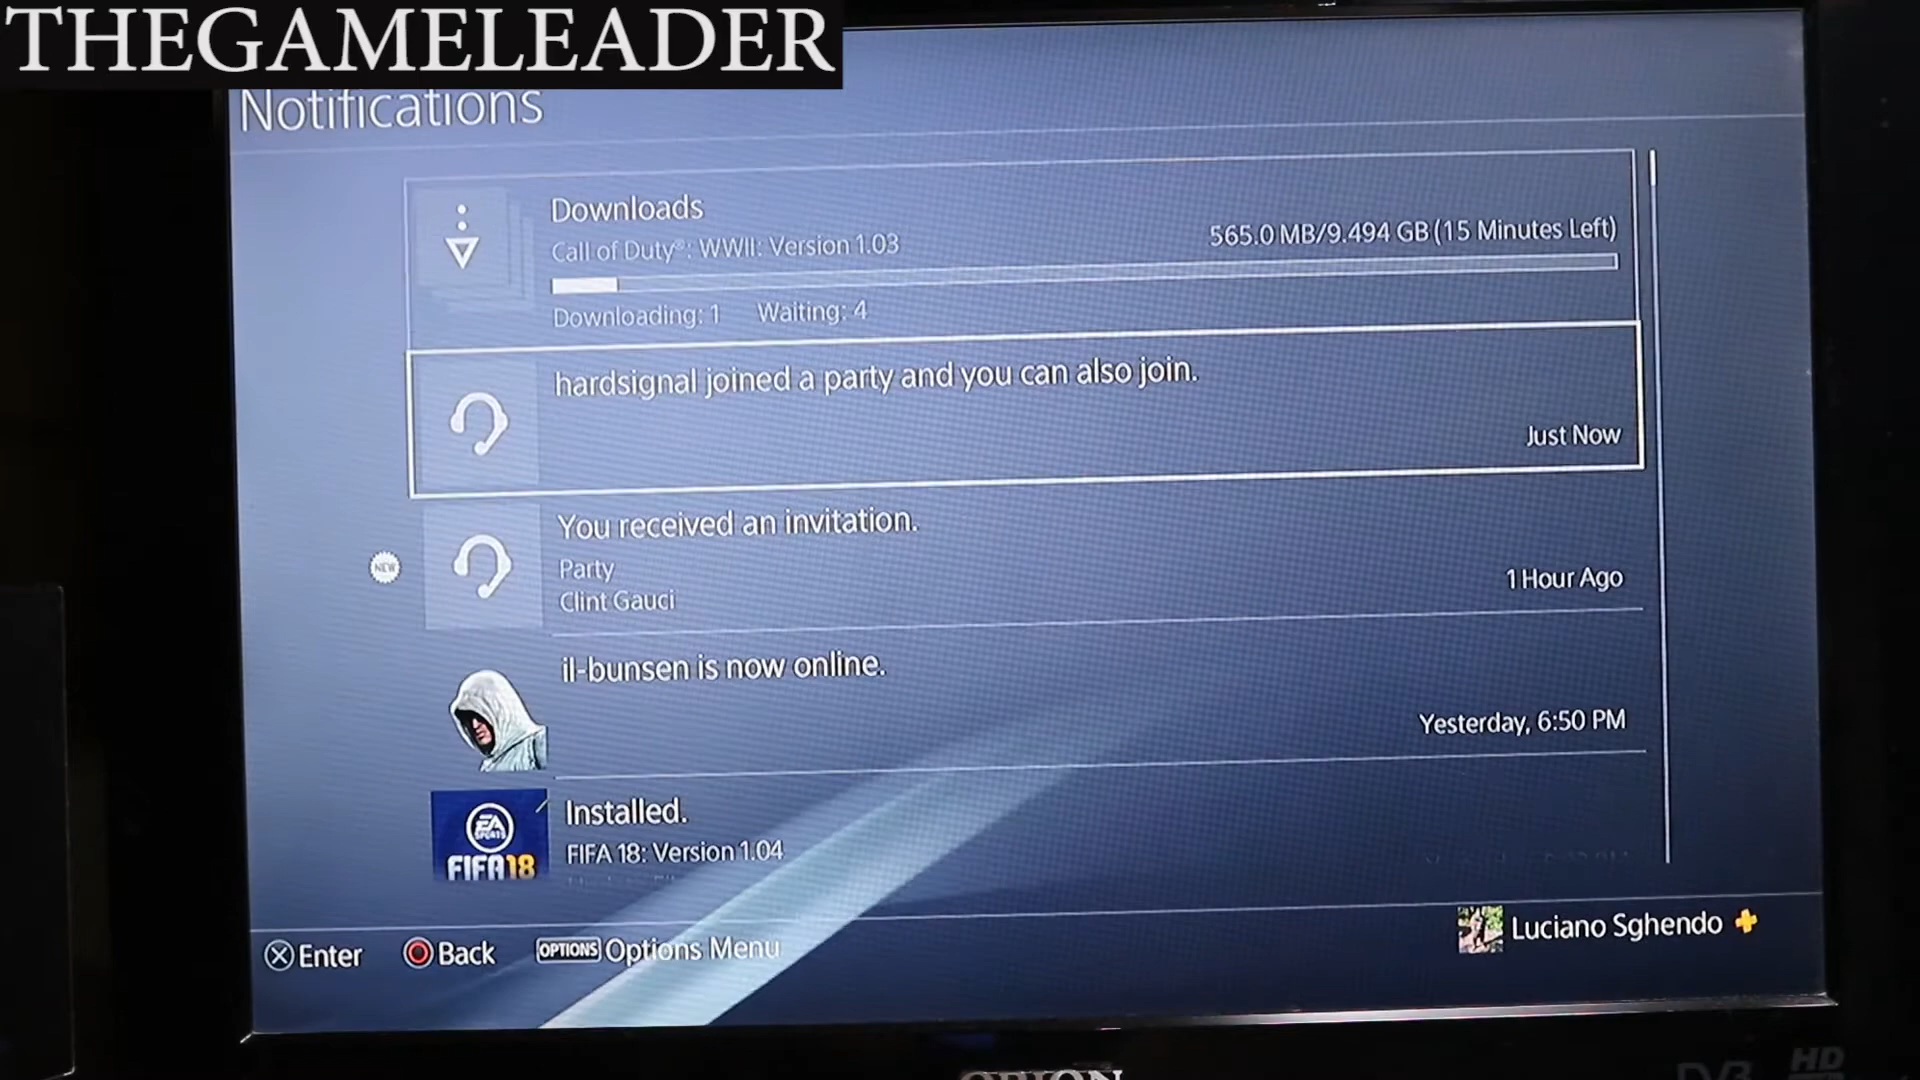 THEGAMELEADER
Notifications
Downloads
Call of Duty®: WWII: Version 1.03
565.0 MB/9.494 GB (15 Minutes Left)
Downloading: 1 Waiting: 4
hardsignal joined a party and you can also join.
Just Now
NEW
You received an invitation.
Party
Clint Gauci
1 Hour Ago
il-bunsen is now online.
Yesterday, 6:50 PM
EA
SPORTS
FIFA18
Installed.
FIFA 18: Version 1.04
Luciano Sghendo
Enter Back OPTIONS Options Menu
ORION
DVB HD